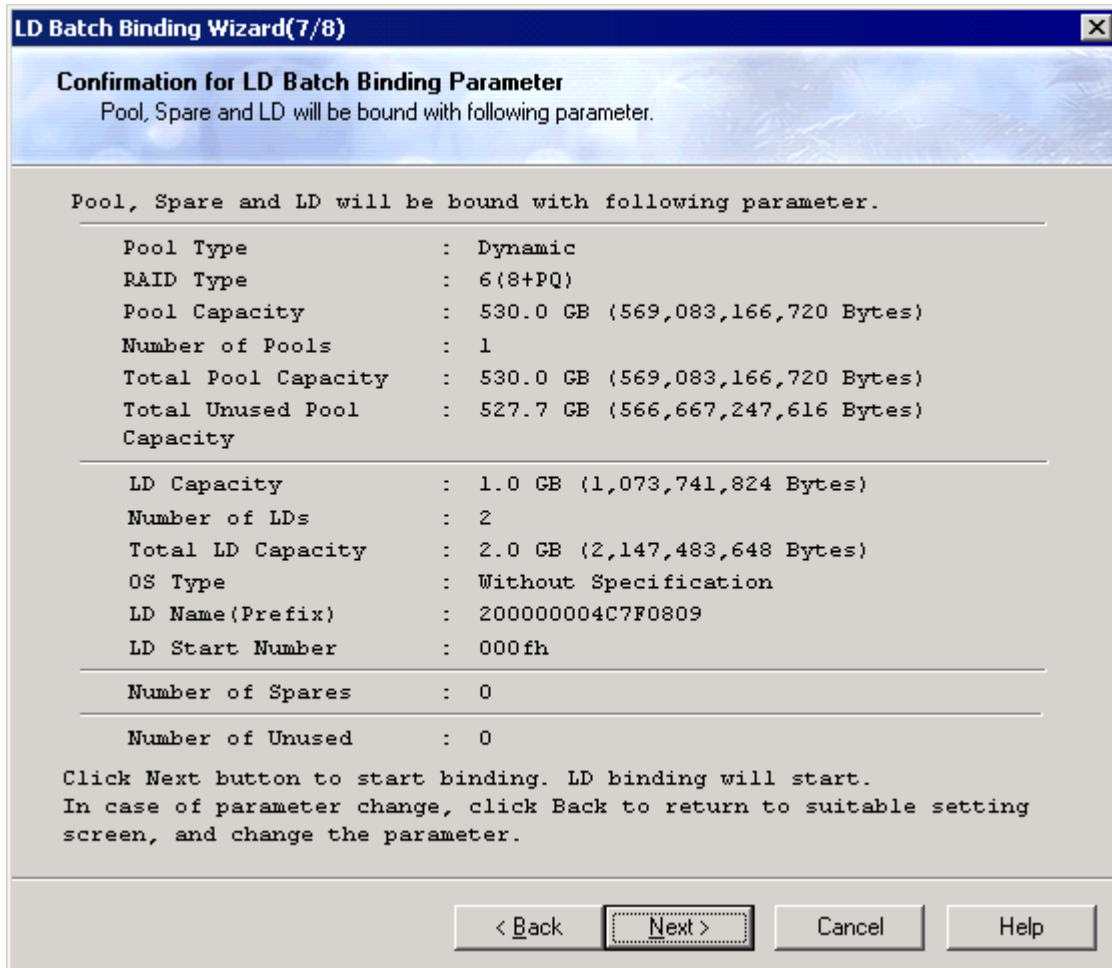 LD Batch Binding Wizard(7/8)
Confirmation for LD Batch Binding Parameter
Pool, Spare and LD will be bound with following parameter.
Pool, Spare and LD will be bound with following parameter.
Pool Type : Dynamic
RAID Type : 6(8+PQ)
Pool Capacity : 530.0 GB (569,083,166,720 Bytes)
Number of Pools : 1
Total Pool Capacity : 530.0 GB (569,083,166,720 Bytes)
Total Unused Pool : 527.7 GB (566,667,247,616 Bytes)
Capacity
LD Capacity : 1.0 GB (1,073,741,824 Bytes)
Number of LDs : 2
Total LD Capacity : 2.0 GB (2,147,483,648 Bytes)
OS Type : Without Specification
LD Name(Prefix) : 200000004C7F0809
LD Start Number : 000fh
Number of Spares : 0
Number of Unused : 0
Click Next button to start binding. LD binding will start.
In case of parameter change, click Back to return to suitable setting
screen, and change the parameter.
< Back Next > Cancel Help